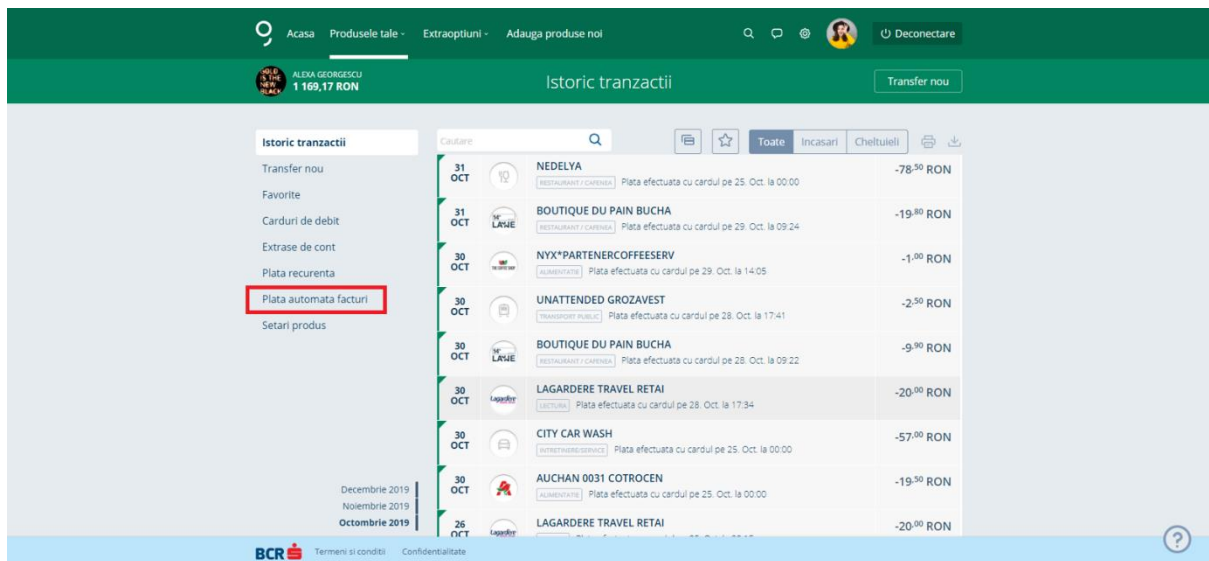 Acasa Produsele tale Extraoptiuni Adauga produse noi Deconectare
ALEXA GEORGESCU
1 169,17 RON
Istoric tranzactii
Transfer nou
Istoric tranzactii
Transfer nou
Favorite
Carduri de debit
Extrase de cont
Plata recurenta
Plata automata facturi
Setari produs
Decembrie 2019
Noiembrie 2019
Octombrie 2019
Cautare
Toate Incasari Cheltuieli
31 OCT NEDELYA -78,50 RON
RESTAURANT / CAFENEA Plata efectuata cu cardul pe 25. Oct. la 00:00
31 OCT BOUTIQUE DU PAIN BUCHA -19,80 RON
RESTAURANT / CAFENEA Plata efectuata cu cardul pe 29. Oct. la 09:24
30 OCT NYX*PARTENERCOFFEESERV -1,00 RON
ALIMENTATIE Plata efectuata cu cardul pe 29. Oct. la 14:05
30 OCT UNATTENDED GROZAVEST -2,50 RON
TRANSPORT PUBLIC Plata efectuata cu cardul pe 28. Oct. la 17:41
30 OCT BOUTIQUE DU PAIN BUCHA -9,90 RON
RESTAURANT / CAFENEA Plata efectuata cu cardul pe 28. Oct. la 09:22
30 OCT Lagardère LAGARDERE TRAVEL RETAI -20,00 RON
LECTURA Plata efectuata cu cardul pe 28. Oct. la 17:34
30 OCT CITY CAR WASH -57,00 RON
INTRETINERE/SERVICE Plata efectuata cu cardul pe 25. Oct. la 00:00
30 OCT AUCHAN 0031 COTROCEN -19,50 RON
ALIMENTATIE Plata efectuata cu cardul pe 25. Oct. la 00:00
26 OCT Lagardère LAGARDERE TRAVEL RETAI -20,00 RON
BCR Termeni si conditii Confidentialitate
?